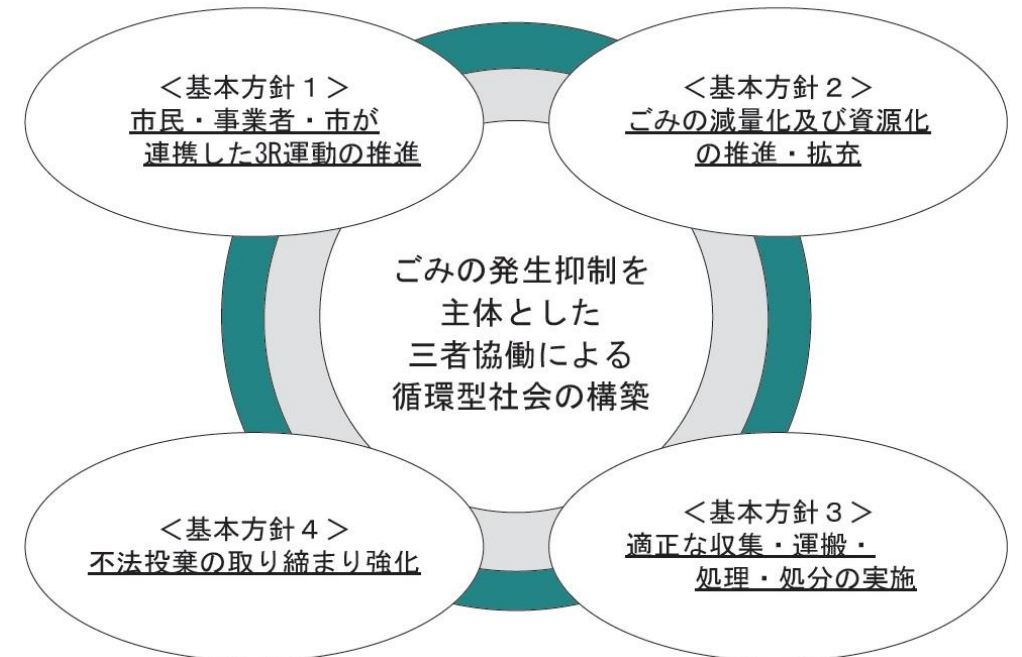 ＜基本方針１＞
市民・事業者・市が
連携した3R運動の推進
＜基本方針２＞
ごみの減量化及び資源化
の推進・拡充
ごみの発生抑制を
主体とした
三者協働による
循環型社会の構築
＜基本方針４＞
不法投棄の取り締まり強化
＜基本方針３＞
適正な収集・運搬・
処理・処分の実施